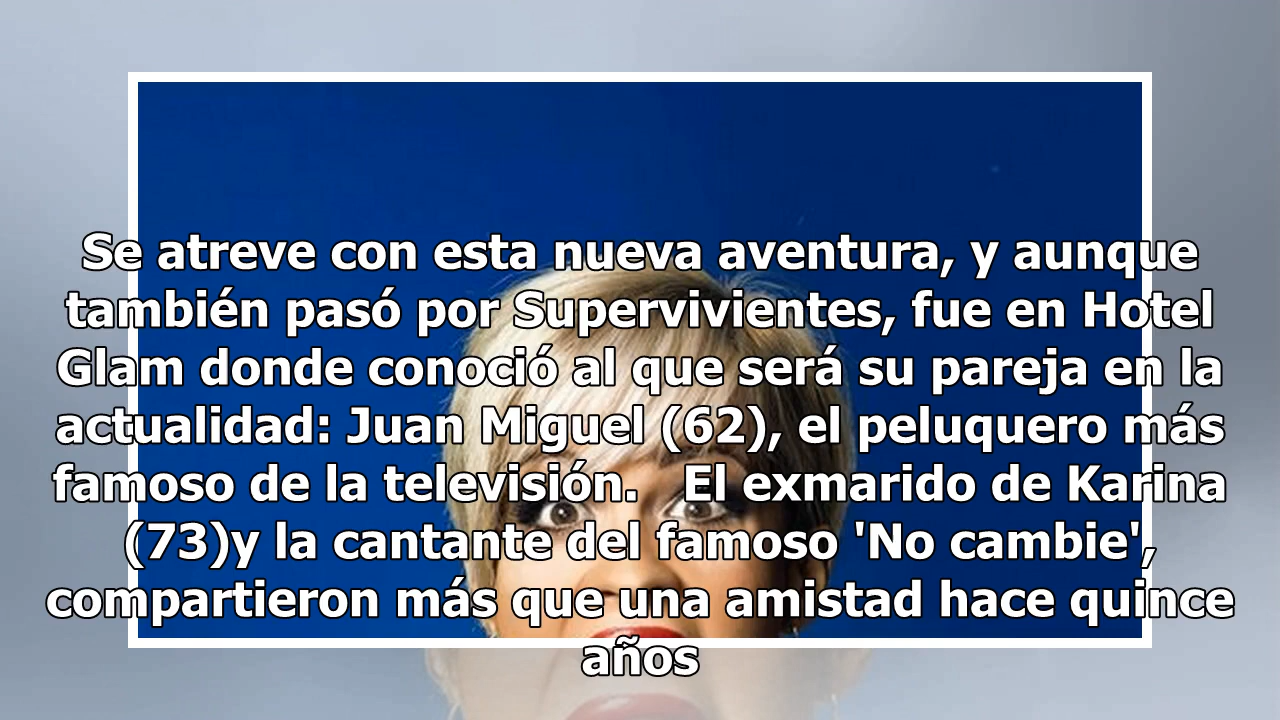 Se atreve con esta nueva aventura, y aunque
también pasó por Supervivientes, fue en Hotel
Glam donde conoció al que será su pareja en la
actualidad: Juan Miguel (62), el peluquero más
famoso de la televisión.   El exmarido de Karina
(73)y la cantante del famoso 'No cambie',
compartieron más que una amistad hace quince
años